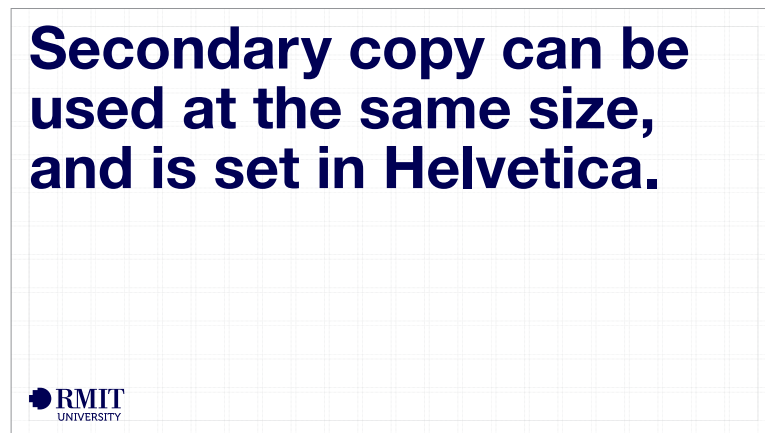 Secondary copy can be
used at the same size,
and is set in Helvetica.
RMIT
UNIVERSITY